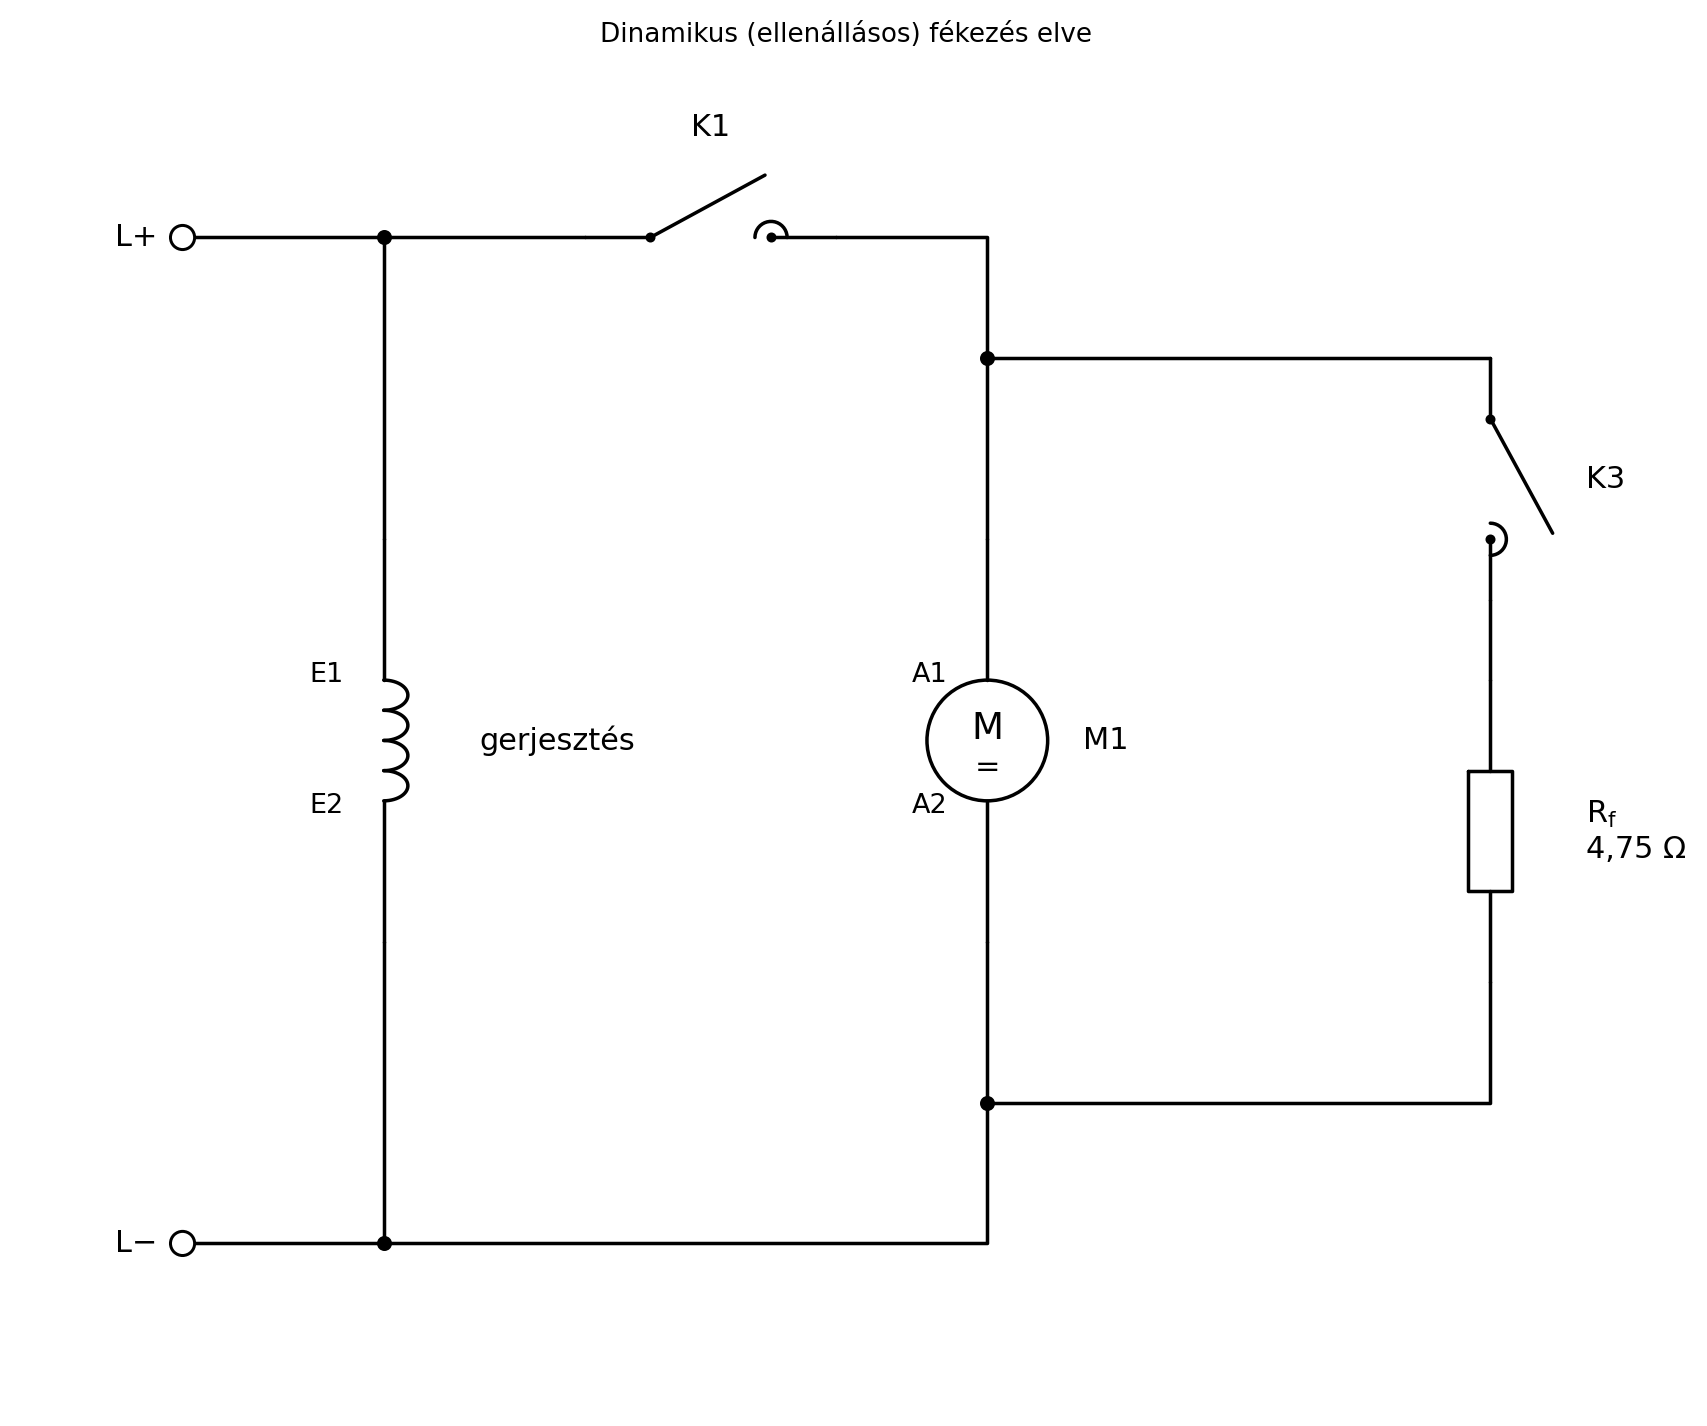 Dinamikus (ellenállásos) fékezés elve
K1
L+
K3
E1
A1
M
=
M1
gerjesztés
E2
A2
Rf
4,75 Ω
L−